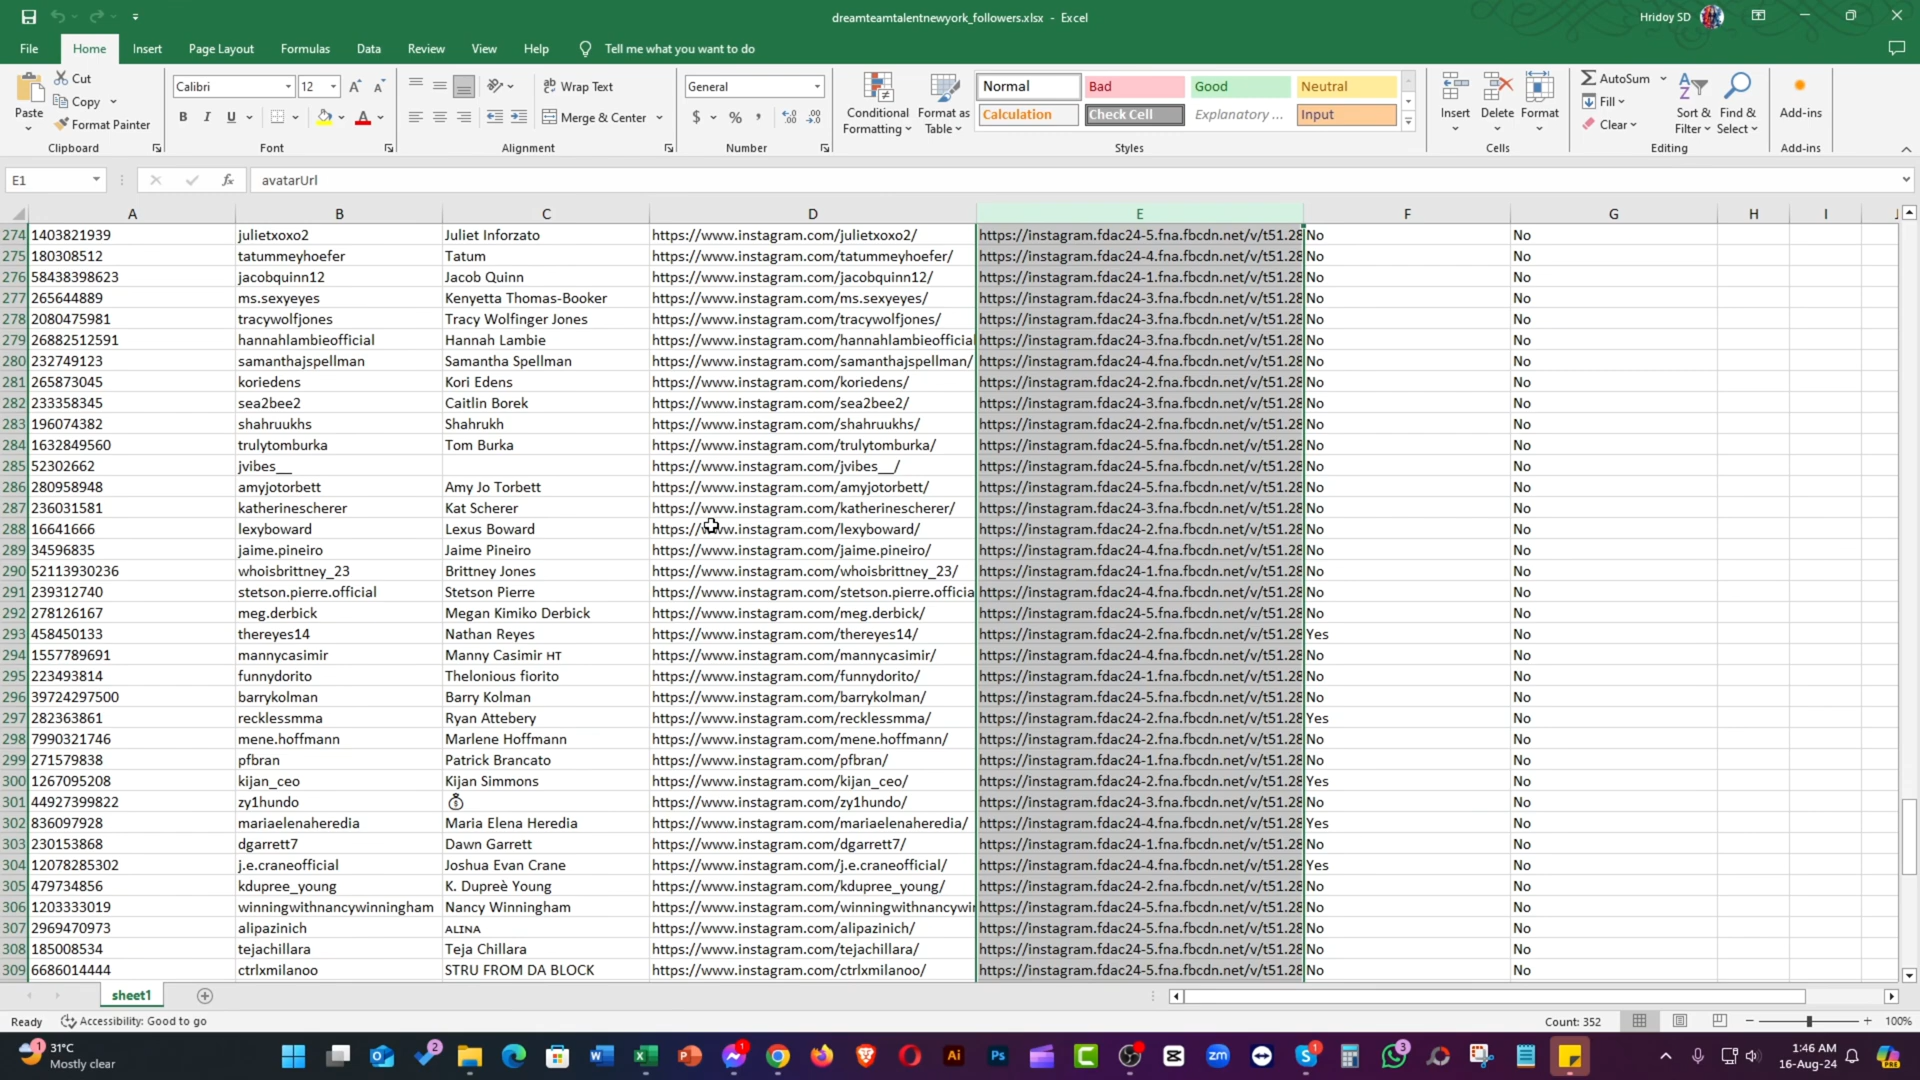 dreamteamtalentnewyork_followers.xlsx - Excel
Hridoy SD
File Home Insert Page Layout Formulas Data Review View Help Tell me what you want to do
Paste
Cut
Copy
Format Painter
Clipboard
Calibri 12
B I U
Font
Wrap Text
Merge & Center
Alignment
General
$ % ,
Number
Conditional Formatting
Format as Table
Normal Bad Good Neutral
Calculation Check Cell Explanatory ... Input
Styles
Insert Delete Format
Cells
AutoSum
Fill
Clear
Sort & Filter
Find & Select
Editing
Add-ins
Add-ins
E1 fx avatarUrl
A B C D E F G H I J
274 1403821939 julietxoxo2 Juliet Inforzato https://www.instagram.com/julietxoxo2/ https://instagram.fdac24-5.fna.fbcdn.net/v/t51.28 No No
275 180308512 tatummeyhoefer Tatum https://www.instagram.com/tatummeyhoefer/ https://instagram.fdac24-4.fna.fbcdn.net/v/t51.28 No No
276 58438398623 jacobquinn12 Jacob Quinn https://www.instagram.com/jacobquinn12/ https://instagram.fdac24-1.fna.fbcdn.net/v/t51.28 No No
277 265644889 ms.sexyeyes Kenyetta Thomas-Booker https://www.instagram.com/ms.sexyeyes/ https://instagram.fdac24-3.fna.fbcdn.net/v/t51.28 No No
278 2080475981 tracywolfjones Tracy Wolfinger Jones https://www.instagram.com/tracywolfjones/ https://instagram.fdac24-3.fna.fbcdn.net/v/t51.28 No No
279 26882512591 hannahlambieofficial Hannah Lambie https://www.instagram.com/hannahlambieofficial https://instagram.fdac24-3.fna.fbcdn.net/v/t51.28 No No
280 232749123 samanthajspellman Samantha Spellman https://www.instagram.com/samanthajspellman/ https://instagram.fdac24-4.fna.fbcdn.net/v/t51.28 No No
281 265873045 koriedens Kori Edens https://www.instagram.com/koriedens/ https://instagram.fdac24-2.fna.fbcdn.net/v/t51.28 No No
282 233358345 sea2bee2 Caitlin Borek https://www.instagram.com/sea2bee2/ https://instagram.fdac24-3.fna.fbcdn.net/v/t51.28 No No
283 196074382 shahruukhs Shahrukh https://www.instagram.com/shahruukhs/ https://instagram.fdac24-2.fna.fbcdn.net/v/t51.28 No No
284 1632849560 trulytomburka Tom Burka https://www.instagram.com/trulytomburka/ https://instagram.fdac24-5.fna.fbcdn.net/v/t51.28 No No
285 52302662 jvibes__ https://www.instagram.com/jvibes__/ https://instagram.fdac24-5.fna.fbcdn.net/v/t51.28 No No
286 280958948 amyjotorbett Amy Jo Torbett https://www.instagram.com/amyjotorbett/ https://instagram.fdac24-5.fna.fbcdn.net/v/t51.28 No No
287 236031581 katherinescherer Kat Scherer https://www.instagram.com/katherinescherer/ https://instagram.fdac24-3.fna.fbcdn.net/v/t51.28 No No
288 16641666 lexyboward Lexus Boward https://www.instagram.com/lexyboward/ https://instagram.fdac24-2.fna.fbcdn.net/v/t51.28 No No
289 34596835 jaime.pineiro Jaime Pineiro https://www.instagram.com/jaime.pineiro/ https://instagram.fdac24-4.fna.fbcdn.net/v/t51.28 No No
290 52113930236 whoisbrittney_23 Brittney Jones https://www.instagram.com/whoisbrittney_23/ https://instagram.fdac24-1.fna.fbcdn.net/v/t51.28 No No
291 239312740 stetson.pierre.official Stetson Pierre https://www.instagram.com/stetson.pierre.officia https://instagram.fdac24-4.fna.fbcdn.net/v/t51.28 No No
292 278126167 meg.derbick Megan Kimiko Derbick https://www.instagram.com/meg.derbick/ https://instagram.fdac24-5.fna.fbcdn.net/v/t51.28 No No
293 458450133 thereyes14 Nathan Reyes https://www.instagram.com/thereyes14/ https://instagram.fdac24-2.fna.fbcdn.net/v/t51.28 Yes No
294 1557789691 mannycasimir Manny Casimir ʜᴛ https://www.instagram.com/mannycasimir/ https://instagram.fdac24-4.fna.fbcdn.net/v/t51.28 No No
295 223493814 funnydorito Thelonious fiorito https://www.instagram.com/funnydorito/ https://instagram.fdac24-1.fna.fbcdn.net/v/t51.28 No No
296 39724297500 barrykolman Barry Kolman https://www.instagram.com/barrykolman/ https://instagram.fdac24-5.fna.fbcdn.net/v/t51.28 No No
297 282363861 recklessmma Ryan Attebery https://www.instagram.com/recklessmma/ https://instagram.fdac24-2.fna.fbcdn.net/v/t51.28 Yes No
298 7990321746 mene.hoffmann Marlene Hoffmann https://www.instagram.com/mene.hoffmann/ https://instagram.fdac24-2.fna.fbcdn.net/v/t51.28 No No
299 271579838 pfbran Patrick Brancato https://www.instagram.com/pfbran/ https://instagram.fdac24-1.fna.fbcdn.net/v/t51.28 No No
300 1267095208 kijan_ceo Kijan Simmons https://www.instagram.com/kijan_ceo/ https://instagram.fdac24-2.fna.fbcdn.net/v/t51.28 Yes No
301 44927399822 zy1hundo 💰 https://www.instagram.com/zy1hundo/ https://instagram.fdac24-3.fna.fbcdn.net/v/t51.28 No No
302 836097928 mariaelenaheredia Maria Elena Heredia https://www.instagram.com/mariaelenaheredia/ https://instagram.fdac24-4.fna.fbcdn.net/v/t51.28 Yes No
303 230153868 dgarrett7 Dawn Garrett https://www.instagram.com/dgarrett7/ https://instagram.fdac24-1.fna.fbcdn.net/v/t51.28 No No
304 12078285302 j.e.craneofficial Joshua Evan Crane https://www.instagram.com/j.e.craneofficial/ https://instagram.fdac24-4.fna.fbcdn.net/v/t51.28 Yes No
305 479734856 kdupree_young K. Dupreè Young https://www.instagram.com/kdupree_young/ https://instagram.fdac24-2.fna.fbcdn.net/v/t51.28 No No
306 1203333019 winningwithnancywinningham Nancy Winningham https://www.instagram.com/winningwithnancywin https://instagram.fdac24-5.fna.fbcdn.net/v/t51.28 No No
307 2969470973 alipazinich ᴀʟɪɴᴀ https://www.instagram.com/alipazinich/ https://instagram.fdac24-5.fna.fbcdn.net/v/t51.28 No No
308 185008534 tejachillara Teja Chillara https://www.instagram.com/tejachillara/ https://instagram.fdac24-5.fna.fbcdn.net/v/t51.28 No No
309 6686014444 ctrlxmilanoo STRU FROM DA BLOCK https://www.instagram.com/ctrlxmilanoo/ https://instagram.fdac24-5.fna.fbcdn.net/v/t51.28 No No
sheet1
Ready Accessibility: Good to go Count: 352 100%
31°C
Mostly clear
1:46 AM
16-Aug-24